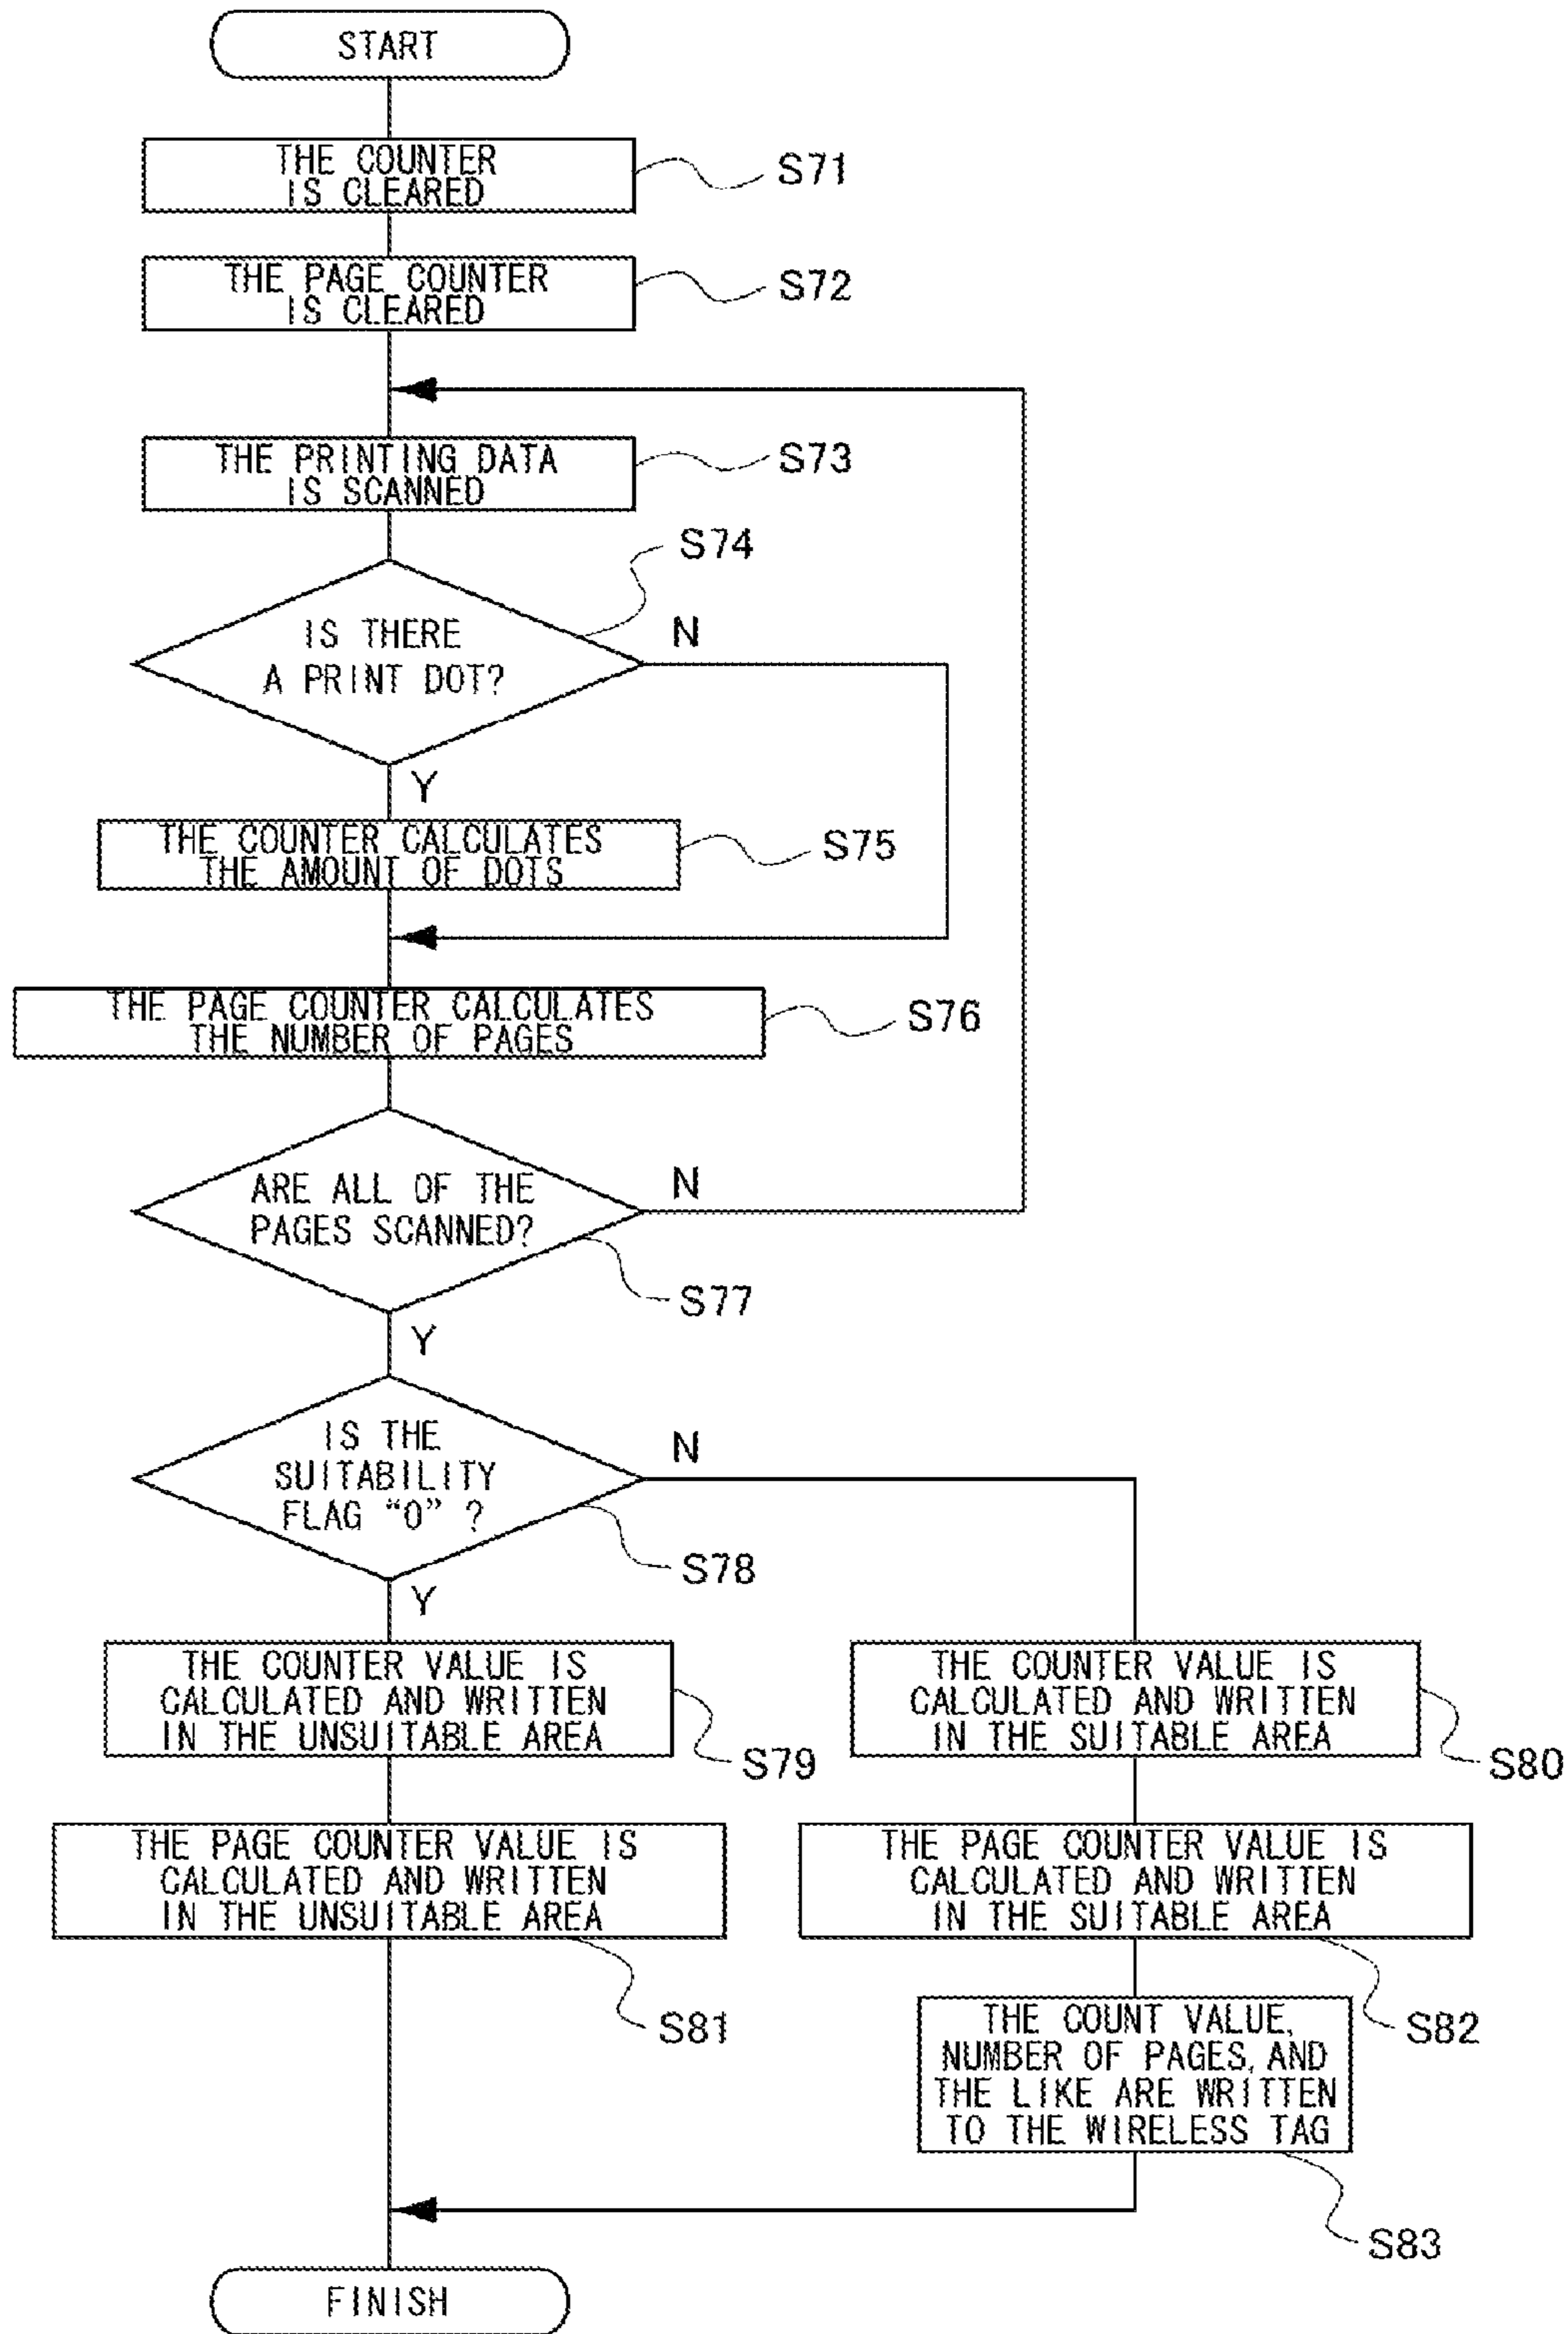 START
THE COUNTER
IS CLEARED
S71
THE PAGE COUNTER
IS CLEARED
S72
THE PRINTING DATA
IS SCANNED
S73
S74
IS THERE
A PRINT DOT?
N
Y
THE COUNTER CALCULATES
THE AMOUNT OF DOTS
S75
THE PAGE COUNTER CALCULATES
THE NUMBER OF PAGES
S76
ARE ALL OF THE
PAGES SCANNED?
N
S77
Y
IS THE
SUITABILITY
FLAG “0” ?
N
S78
Y
THE COUNTER VALUE IS
CALCULATED AND WRITTEN
IN THE UNSUITABLE AREA
S79
THE COUNTER VALUE IS
CALCULATED AND WRITTEN
IN THE SUITABLE AREA
S80
THE PAGE COUNTER VALUE IS
CALCULATED AND WRITTEN
IN THE UNSUITABLE AREA
S81
THE PAGE COUNTER VALUE IS
CALCULATED AND WRITTEN
IN THE SUITABLE AREA
S82
THE COUNT VALUE,
NUMBER OF PAGES, AND
THE LIKE ARE WRITTEN
TO THE WIRELESS TAG
S83
FINISH